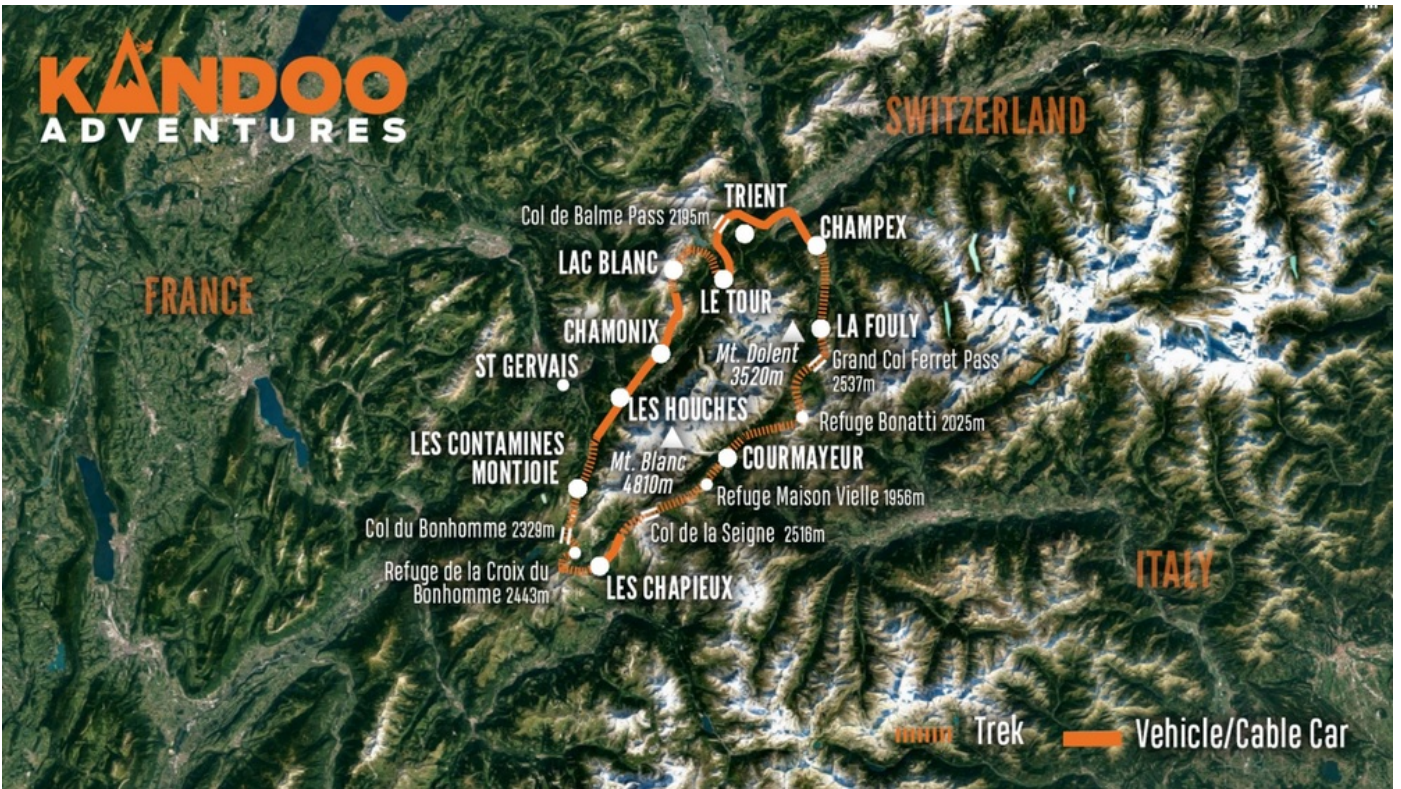 KANDOO
ADVENTURES
SWITZERLAND
TRIENT
Col de Balme Pass 2195m
CHAMPEX
LAC BLANC
FRANCE
LE TOUR
CHAMONIX
LA FOULY
Mt. Dolent
3520m
Grand Col Ferret Pass
2537m
ST GERVAIS
LES HOUCHES
Refuge Bonatti 2025m
LES CONTAMINES
MONTJOIE
Mt. Blanc
4810m
COURMAYEUR
Refuge Maison Vielle 1956m
Col du Bonhomme 2329m
Col de la Seigne 2516m
Refuge de la Croix du
Bonhomme 2443m
LES CHAPIEUX
ITALY
Trek
Vehicle/Cable Car